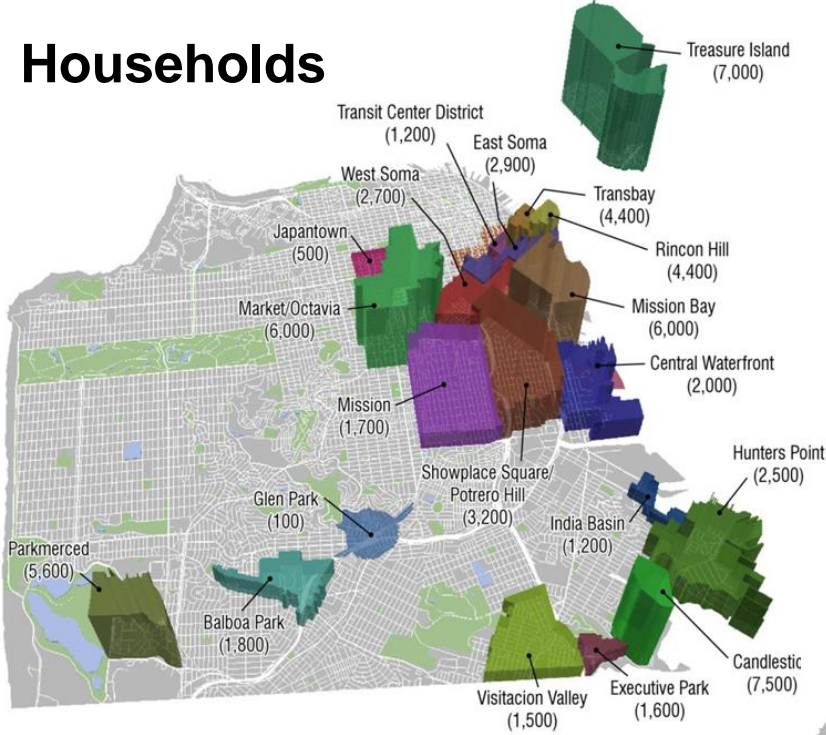 Households
Treasure Island
(7,000)
Transit Center District
(1,200)
East Soma
(2,900)
West Soma
(2,700)
Transbay
(4,400)
Japantown
(500)
Rincon Hill
(4,400)
Market/Octavia
(6,000)
Mission Bay
(6,000)
Central Waterfront
(2,000)
Mission
(1,700)
Showplace Square/
Potrero Hill
(3,200)
Hunters Point
(2,500)
Glen Park
(100)
India Basin
(1,200)
Parkmerced
(5,600)
Balboa Park
(1,800)
Candlestic
(7,500)
Executive Park
(1,600)
Visitacion Valley
(1,500)